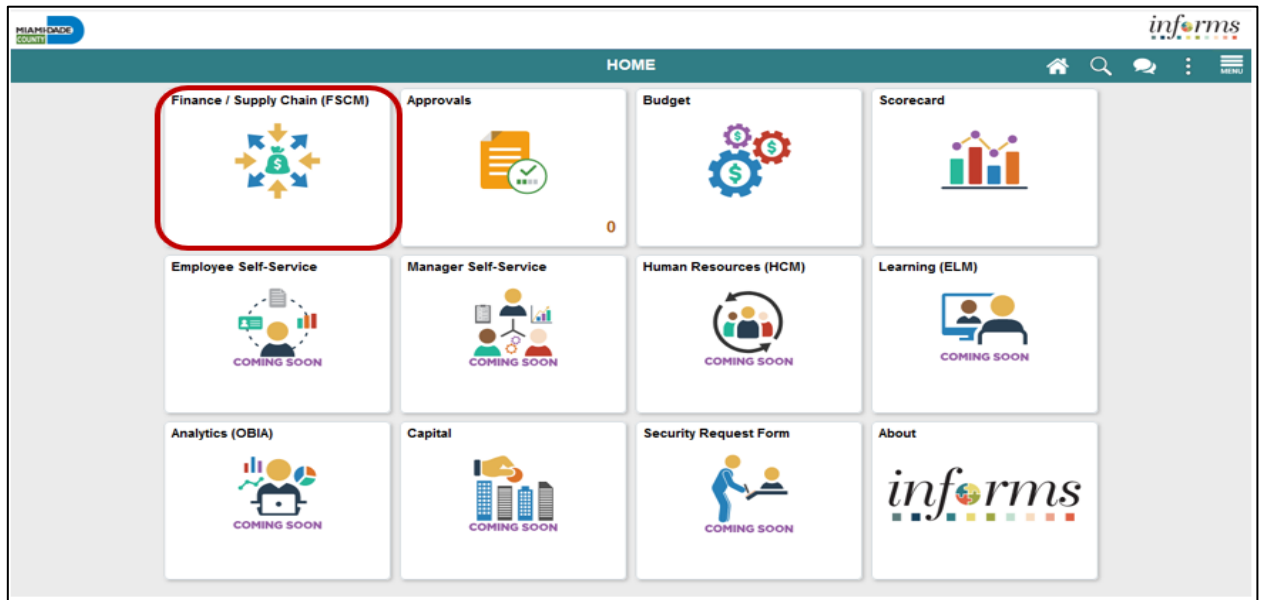 MIAMI-DADE
COUNTY
informs
HOME
MENU
Finance / Supply Chain (FSCM)
Approvals
Budget
Scorecard
$
$
$
$
0
Employee Self-Service
Manager Self-Service
Human Resources (HCM)
Learning (ELM)
COMING SOON
COMING SOON
COMING SOON
COMING SOON
Analytics (OBIA)
Capital
Security Request Form
About
informs
COMING SOON
COMING SOON
COMING SOON